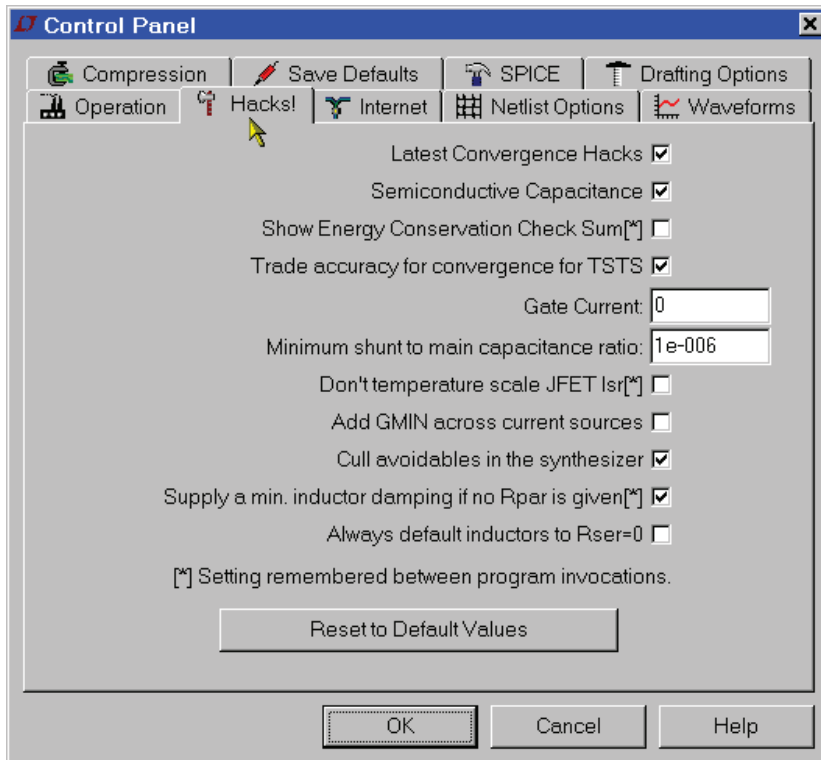 Control Panel
Compression Save Defaults SPICE Drafting Options
Operation Hacks! Internet Netlist Options Waveforms
Latest Convergence Hacks
Semiconductive Capacitance
Show Energy Conservation Check Sum[*]
Trade accuracy for convergence for TSTS
Gate Current: 0
Minimum shunt to main capacitance ratio: 1e-006
Don't temperature scale JFET Isr[*]
Add GMIN across current sources
Cull avoidables in the synthesizer
Supply a min. inductor damping if no Rpar is given[*]
Always default inductors to Rser=0
[*] Setting remembered between program invocations.
Reset to Default Values
OK Cancel Help